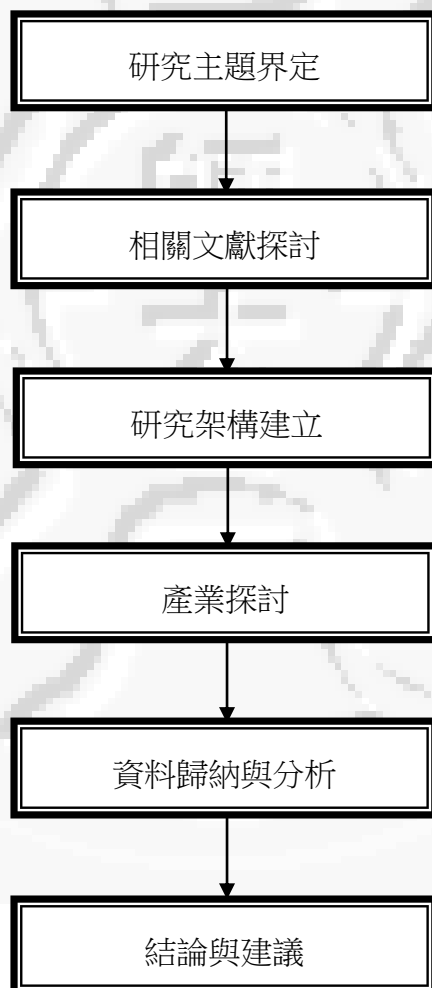 研究主題界定
相關文獻探討
研究架構建立
產業探討
資料歸納與分析
結論與建議